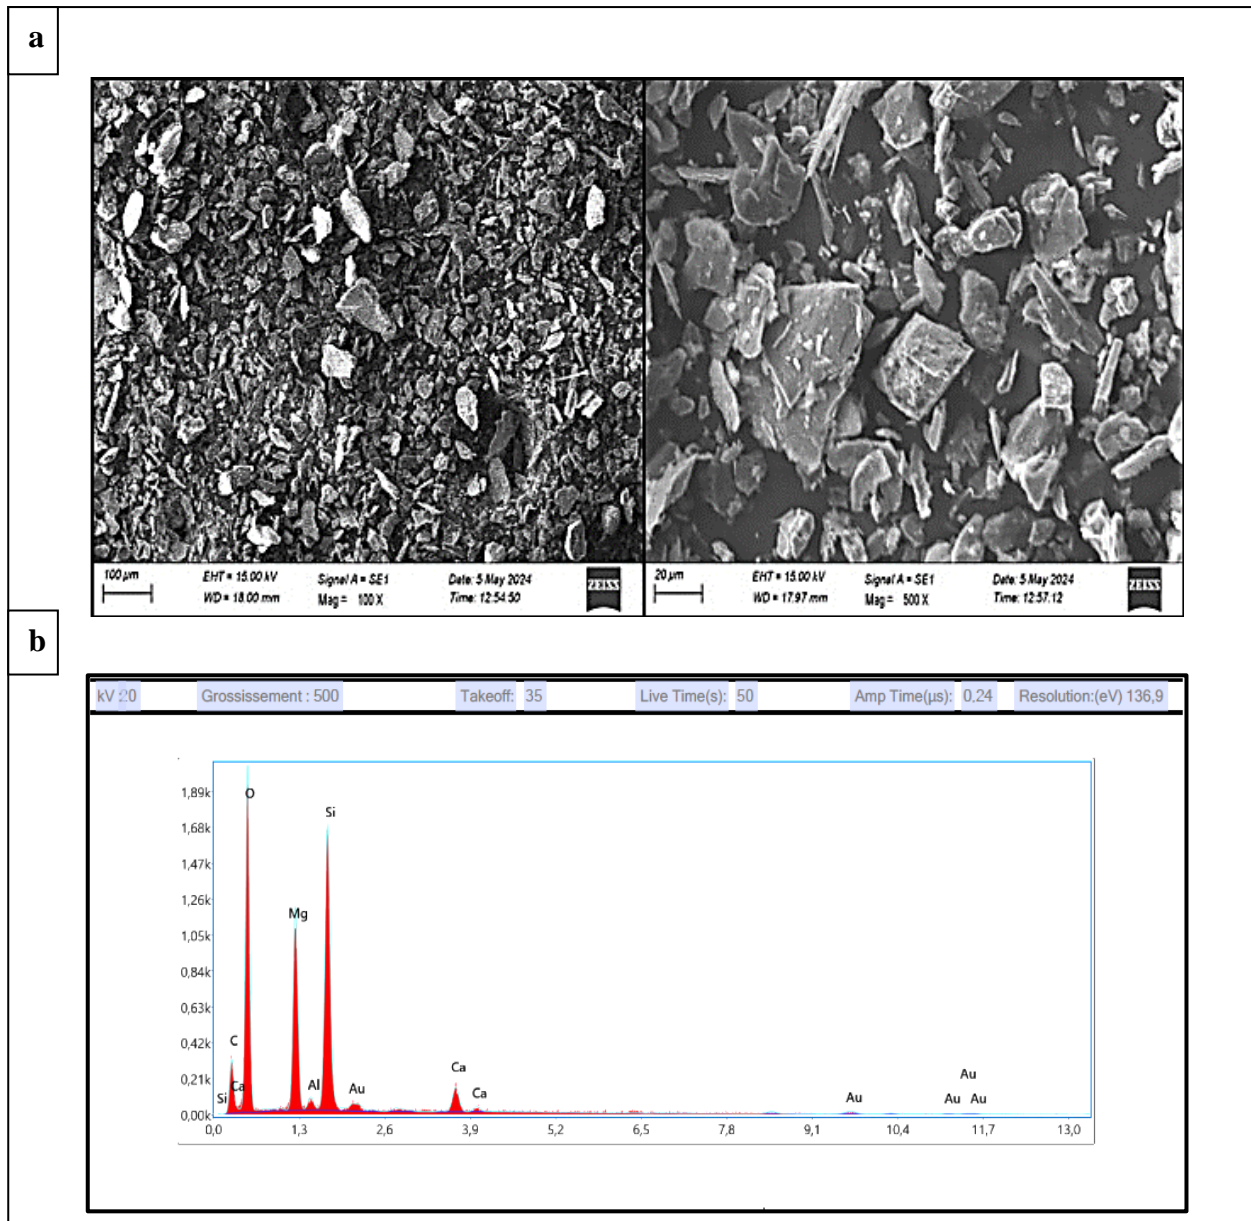 a
100 µm EHT = 15.00 kV Signal A = SE1 Date: 5 May 2024 ZEISS
WD = 18.00 mm Mag = 100 X Time: 12:54:50
20 µm EHT = 15.00 kV Signal A = SE1 Date: 5 May 2024 ZEISS
WD = 17.97 mm Mag = 500 X Time: 12:57:12
b
kV :20 Grossissement : 500 Takeoff: 35 Live Time(s): 50 Amp Time(µs): 0,24 Resolution:(eV) 136,9
1,89k
1,68k
1,47k
1,26k
1,05k
0,84k
0,63k
0,42k
0,21k
0,00k
O
Si
Mg
C
Ca
Si
Al
Au
Ca
Ca
Au
Au
Au
Au
0,0 1,3 2,6 3,9 5,2 6,5 7,8 9,1 10,4 11,7 13,0